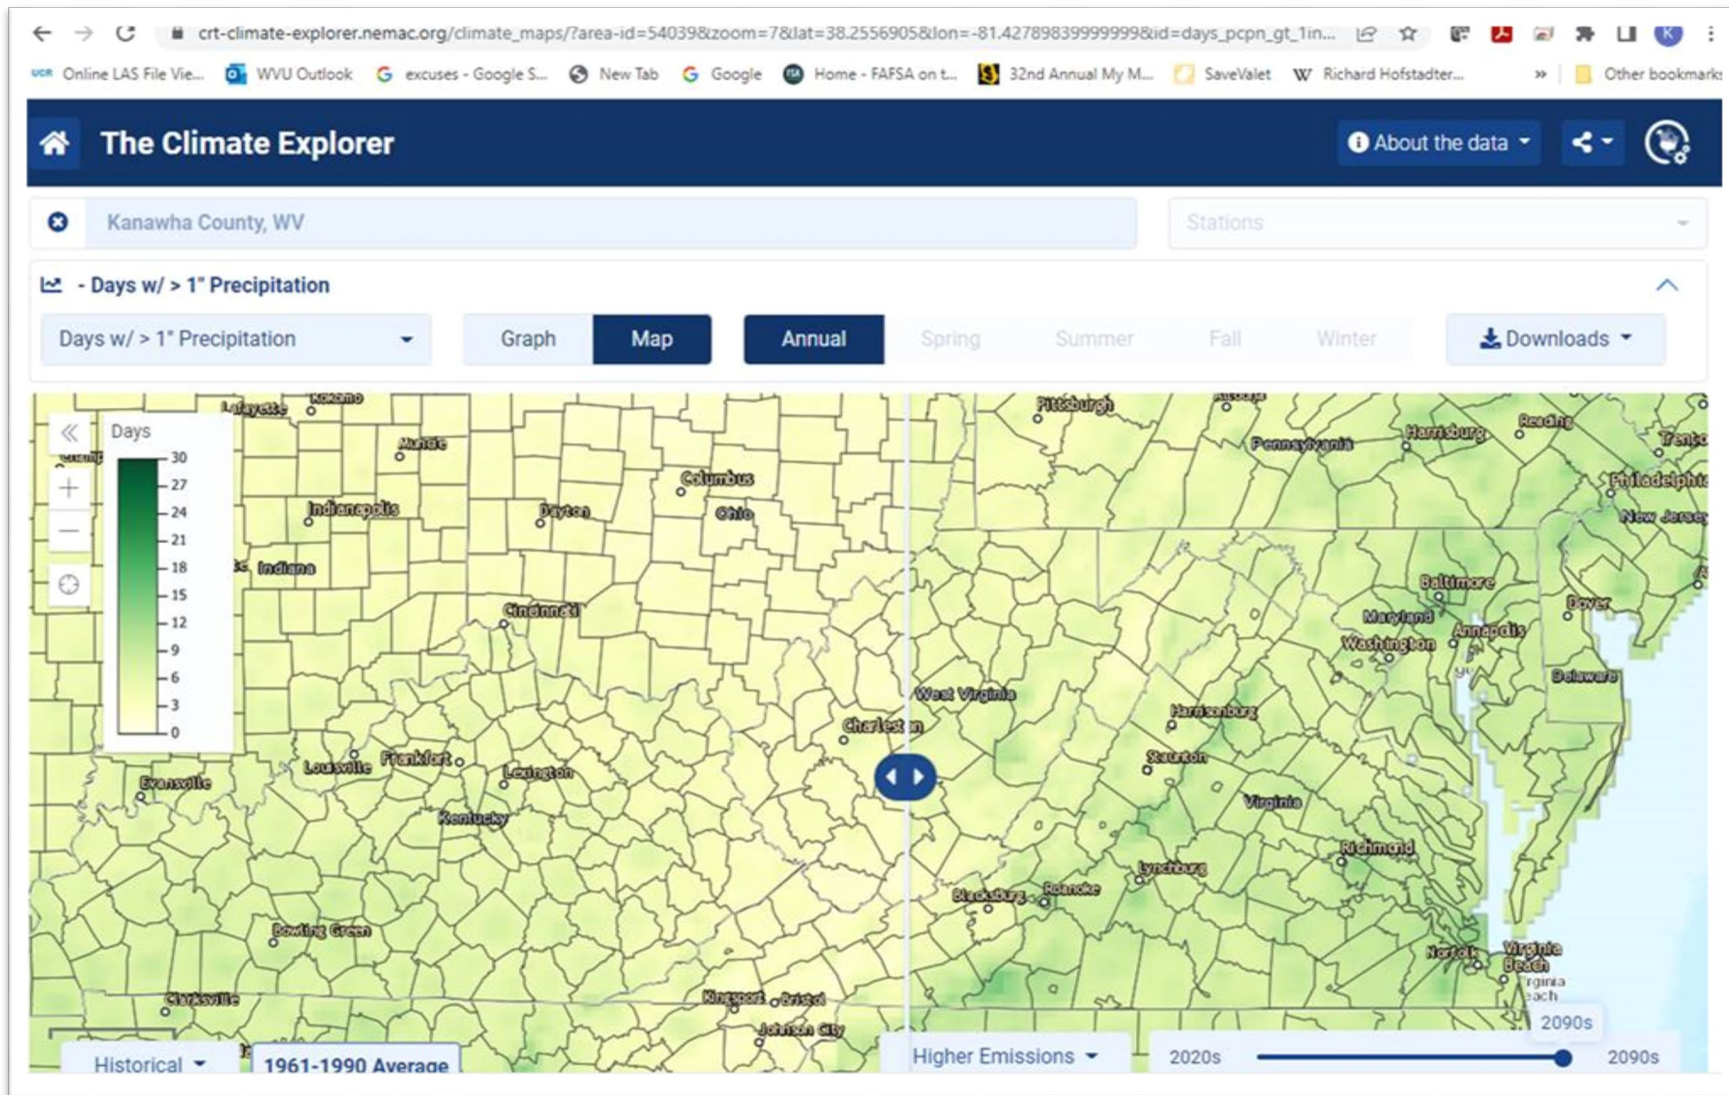 crt-climate-explorer.nemac.org/climate_maps/?area-id=54039&zoom=7&lat=38.2556905&lon=-81.42789839999999&id=days_pcpn_gt_1in...
K
UCR Online LAS File Vie... WVU Outlook G excuses - Google S... New Tab G Google FSA Home - FAFSA on t... 32nd Annual My M... SaveValet W Richard Hofstadter... » Other bookmarks
The Climate Explorer
About the data
Kanawha County, WV
Stations
- Days w/ > 1" Precipitation
Days w/ > 1" Precipitation
Graph Map
Annual Spring Summer Fall Winter
Downloads
Days
30
27
24
21
18
15
12
9
6
3
0
Lafayette
Kokomo
Muncie
Columbus
Ohio
Indianapolis
Dayton
Indiana
Cincinnati
Charleston
Louisville
Frankfort
Lexington
Evansville
Kentucky
Bowling Green
Clarksville
Kingsport
Bristol
Johnson City
Pittsburgh
Altoona
Pennsylvania
Harrisburg
Reading
Trento
Philadelphia
New Jersey
Baltimore
Maryland
Washington
Annapolis
Dover
Delaware
West Virginia
Harrisonburg
Staunton
Virginia
Richmond
Lynchburg
Blacksburg
Roanoke
Norfolk
Virginia
Beach
rginia
each
2090s
Historical
1961-1990 Average
Higher Emissions
2020s
2090s